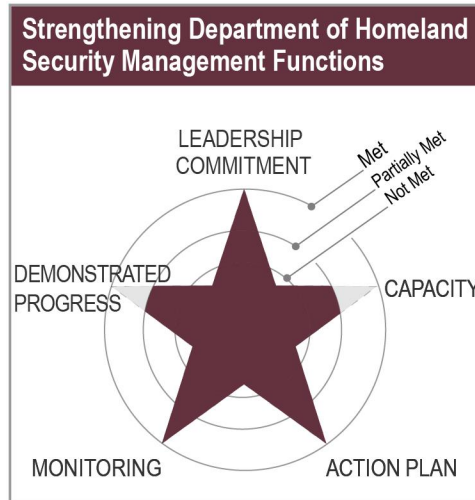 Strengthening Department of Homeland
Security Management Functions
LEADERSHIP
COMMITMENT
Met
Partially Met
Not Met
DEMONSTRATED
PROGRESS
CAPACITY
MONITORING
ACTION PLAN